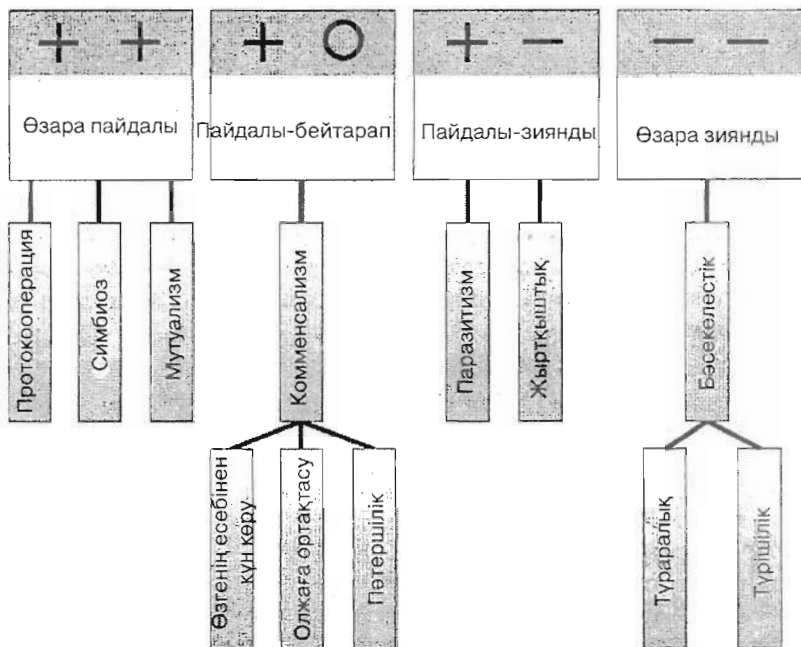 + +
+ O
+ −
− −
Өзара пайдалы
Пайдалы-бейтарап
Пайдалы-зиянды
Өзара зиянды
Протокооперация
Симбиоз
Мутуализм
Комменсализм
Паразитизм
Жыртқыштық
Бәсекелестік
Өзгенің есебінен
күн көру
Олжаға ортақтасу
Пәтершілік
Тұраралық
Түрішілік